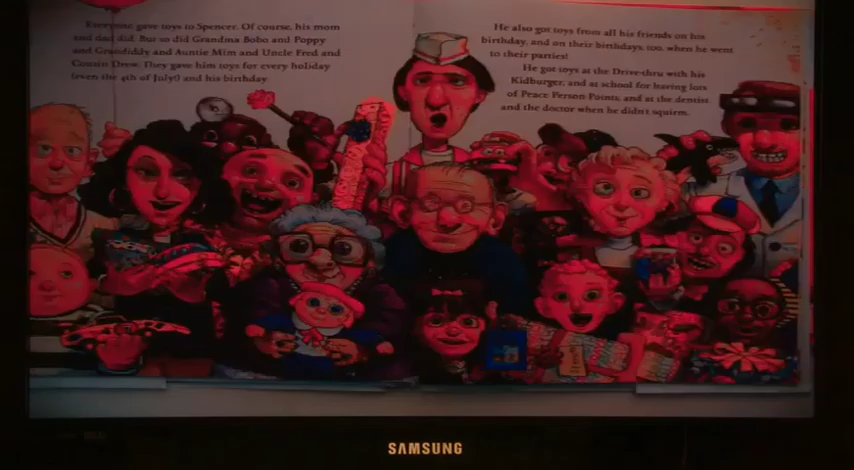 Everyone gave toys to Spencer. Of course, his mom
and dad did. But so did Grandma Bobo and Poppy
and Grandiddy and Auntie Mim and Uncle Fred and
Cousin Drew. They gave him toys for every holiday
(even the 4th of July!) and his birthday.
He also got toys from all his friends on his
birthday, and on their birthdays, too, when he went
to their parties!
He got toys at the Drive-thru with his
Kidburger, and at school for having lots
of Peace Person Points, and at the dentist
and the doctor when he didn't squirm.
SAMSUNG